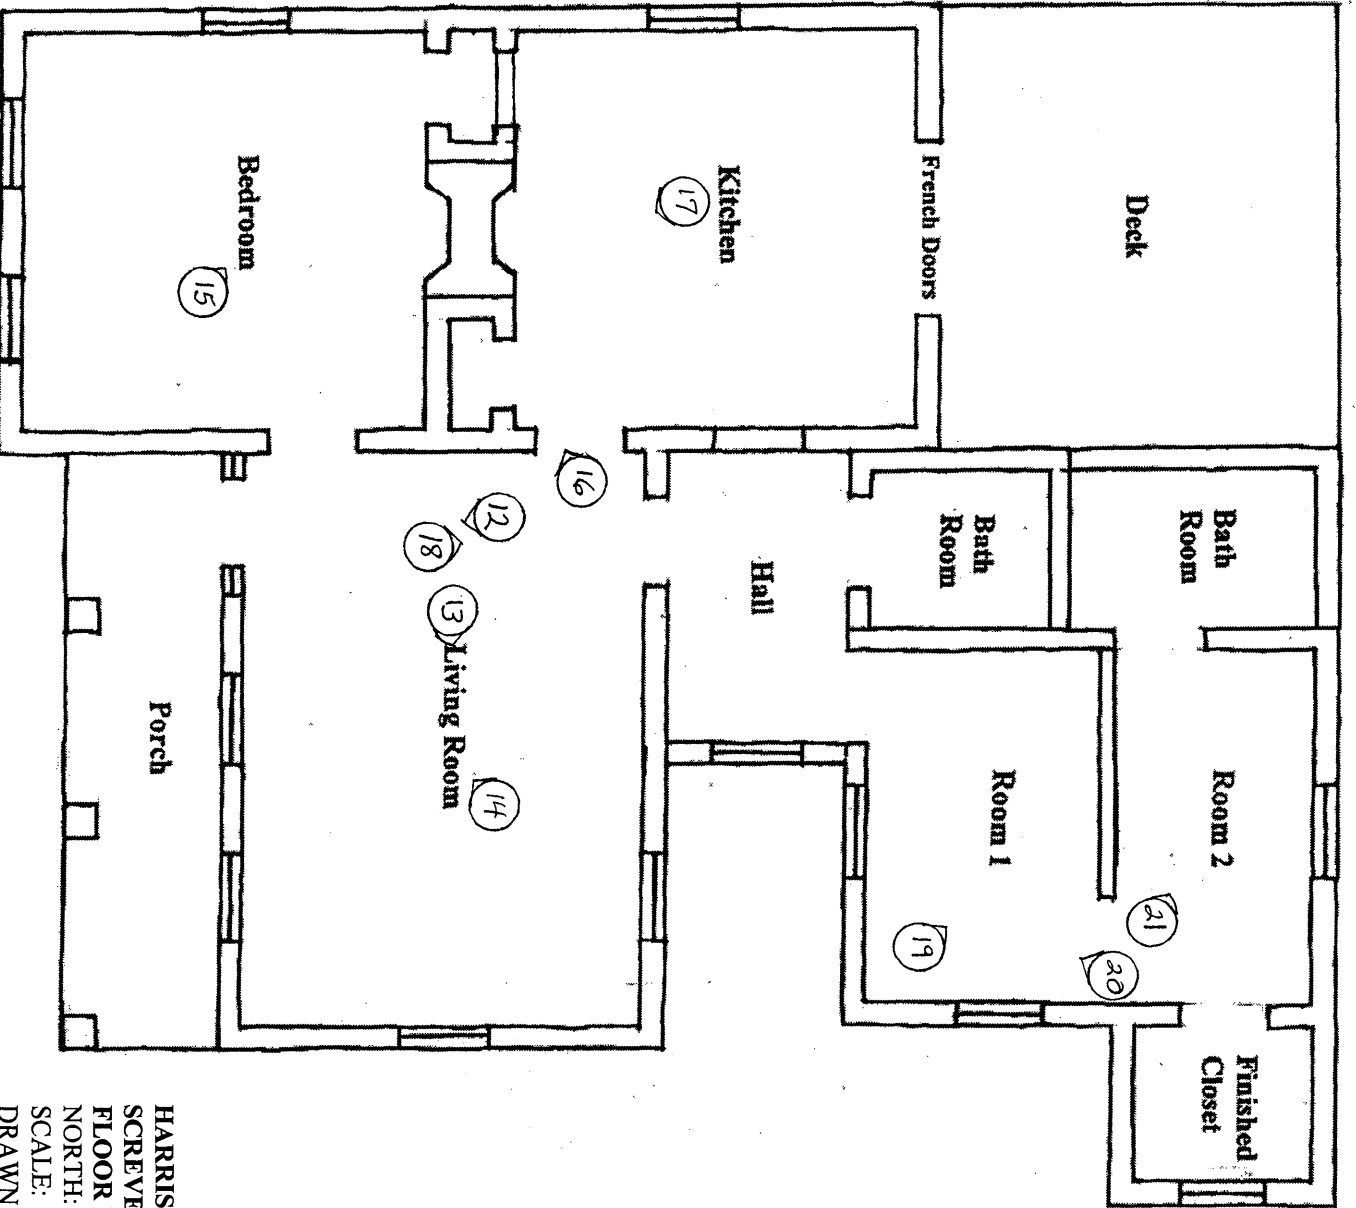 Deck
French Doors
Kitchen
17
Bedroom
15
Bath
Room
Bath
Room
Hall
16
12
18
13
Living Room
14
Porch
Room 2
Room 1
21
20
19
Finished
Closet
HARRIS
SCREVE
FLOOR
NORTH:
SCALE:
DRAWN